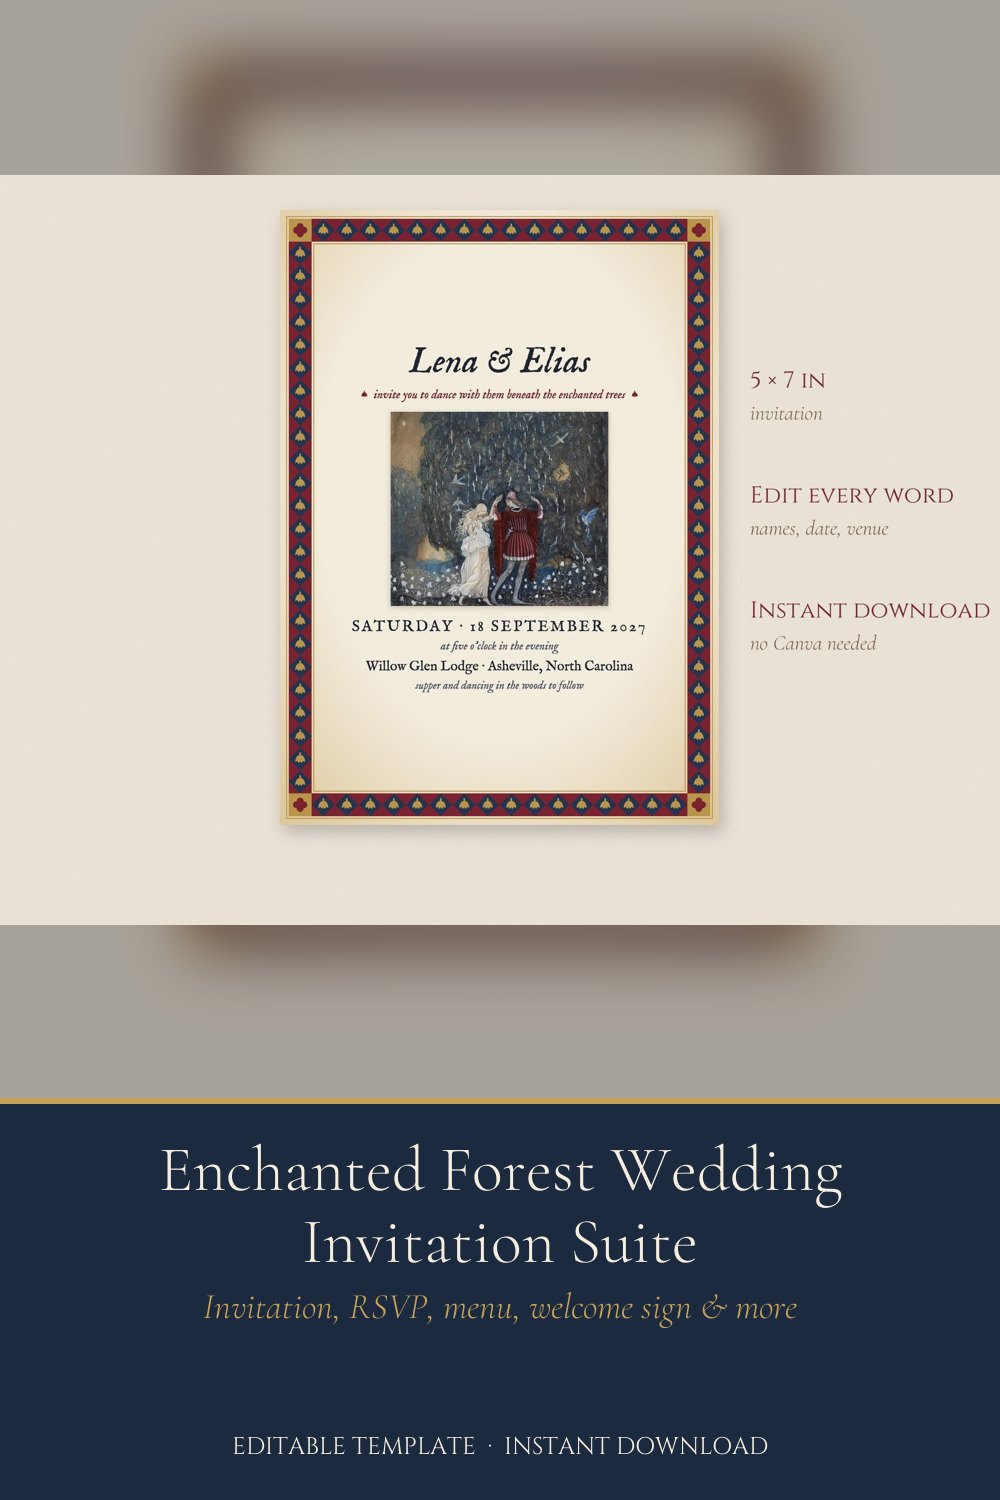 Lena & Elias
invite you to dance with them beneath the enchanted trees
SATURDAY · 18 SEPTEMBER 2027
at five o'clock in the evening
Willow Glen Lodge · Asheville, North Carolina
supper and dancing in the woods to follow
5 × 7 IN
invitation
EDIT EVERY WORD
names, date, venue
INSTANT DOWNLOAD
no Canva needed
Enchanted Forest Wedding
Invitation Suite
Invitation, RSVP, menu, welcome sign & more
EDITABLE TEMPLATE · INSTANT DOWNLOAD